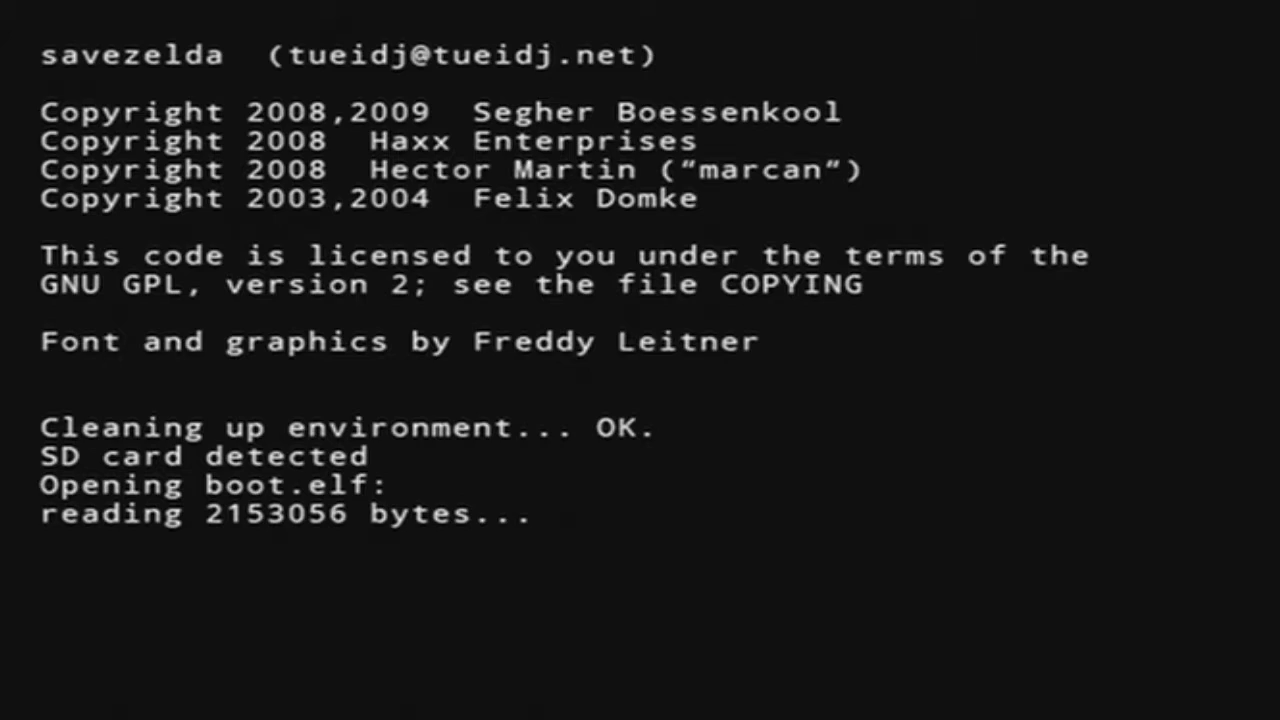 savezelda  (tueidj@tueidj.net)
Copyright 2008,2009  Segher Boessenkool
Copyright 2008  Haxx Enterprises
Copyright 2008  Hector Martin (“marcan”)
Copyright 2003,2004  Felix Domke
This code is licensed to you under the terms of the
GNU GPL, version 2; see the file COPYING
Font and graphics by Freddy Leitner
Cleaning up environment... OK.
SD card detected
Opening boot.elf:
reading 2153056 bytes...